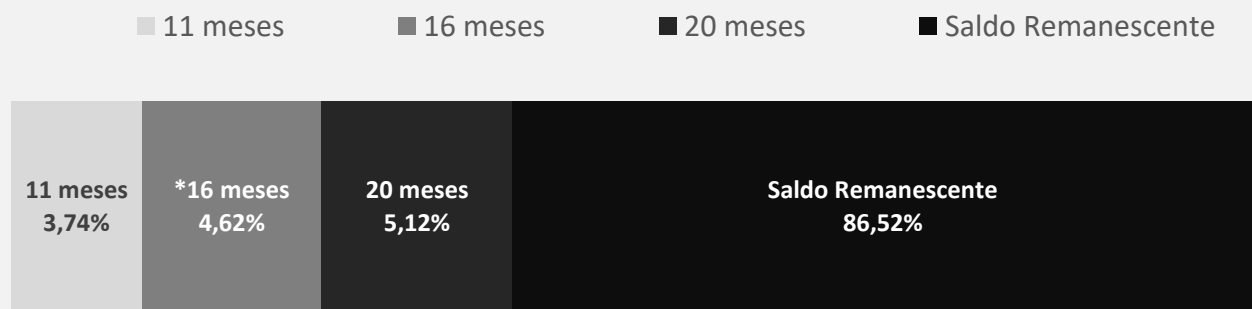 11 meses 16 meses 20 meses Saldo Remanescente
11 meses *16 meses 20 meses Saldo Remanescente
3,74% 4,62% 5,12% 86,52%